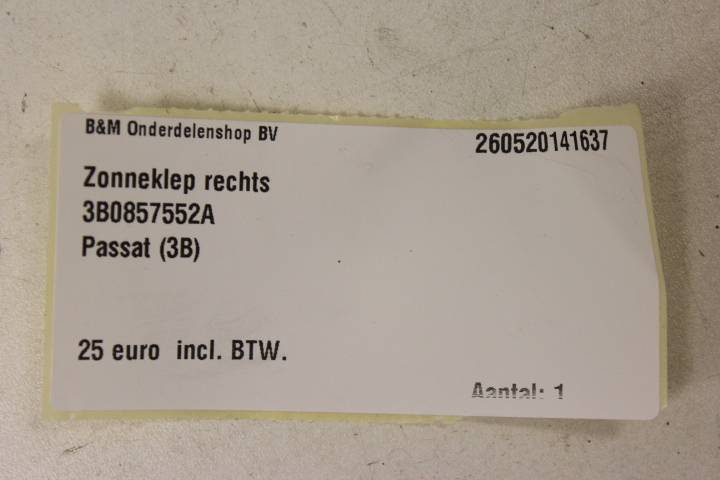 B&M Onderdelenshop BV
260520141637
Zonneklep rechts
3B0857552A
Passat (3B)
25 euro incl. BTW.
Aantal: 1